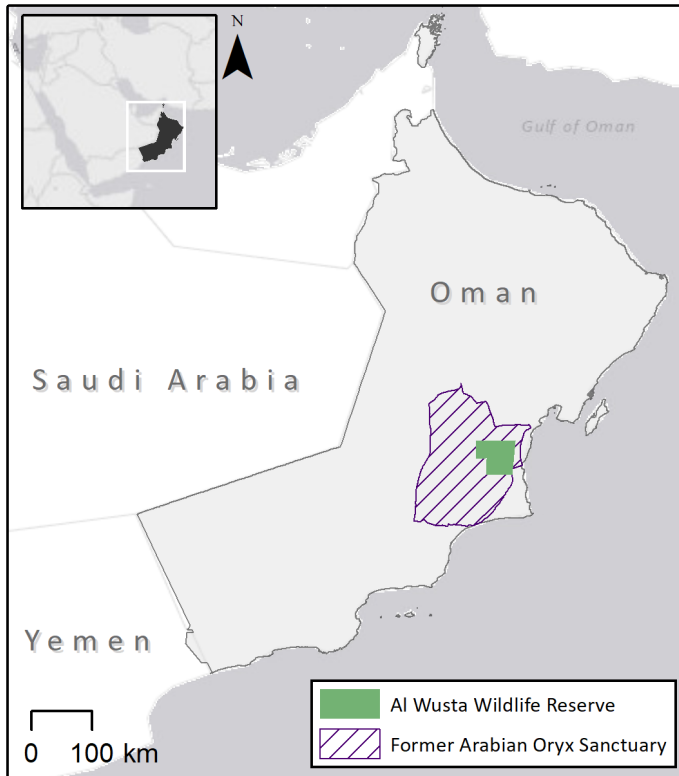 N
Gulf of Oman
Oman
Saudi Arabia
Yemen
Al Wusta Wildlife Reserve
Former Arabian Oryx Sanctuary
0 100 km